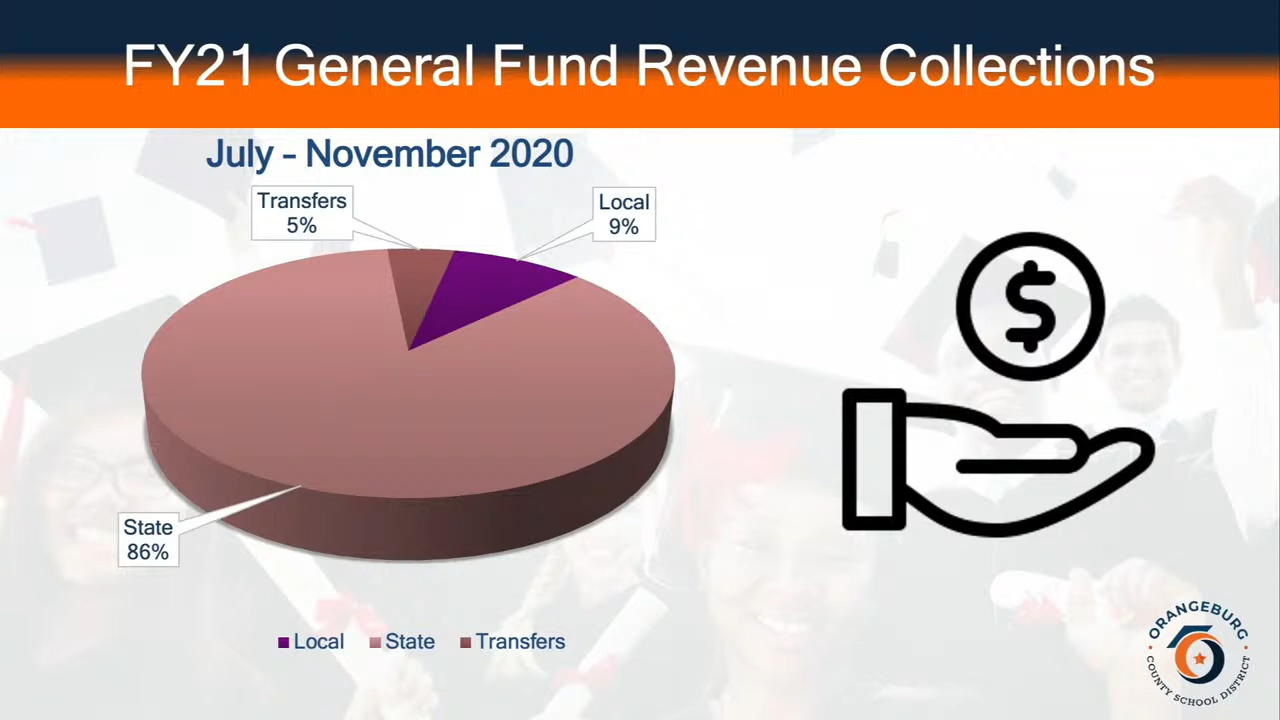 FY21 General Fund Revenue Collections
July - November 2020
Transfers
5%
Local
9%
State
86%
Local State Transfers
$
ORANGEBURG
COUNTY SCHOOL DISTRICT